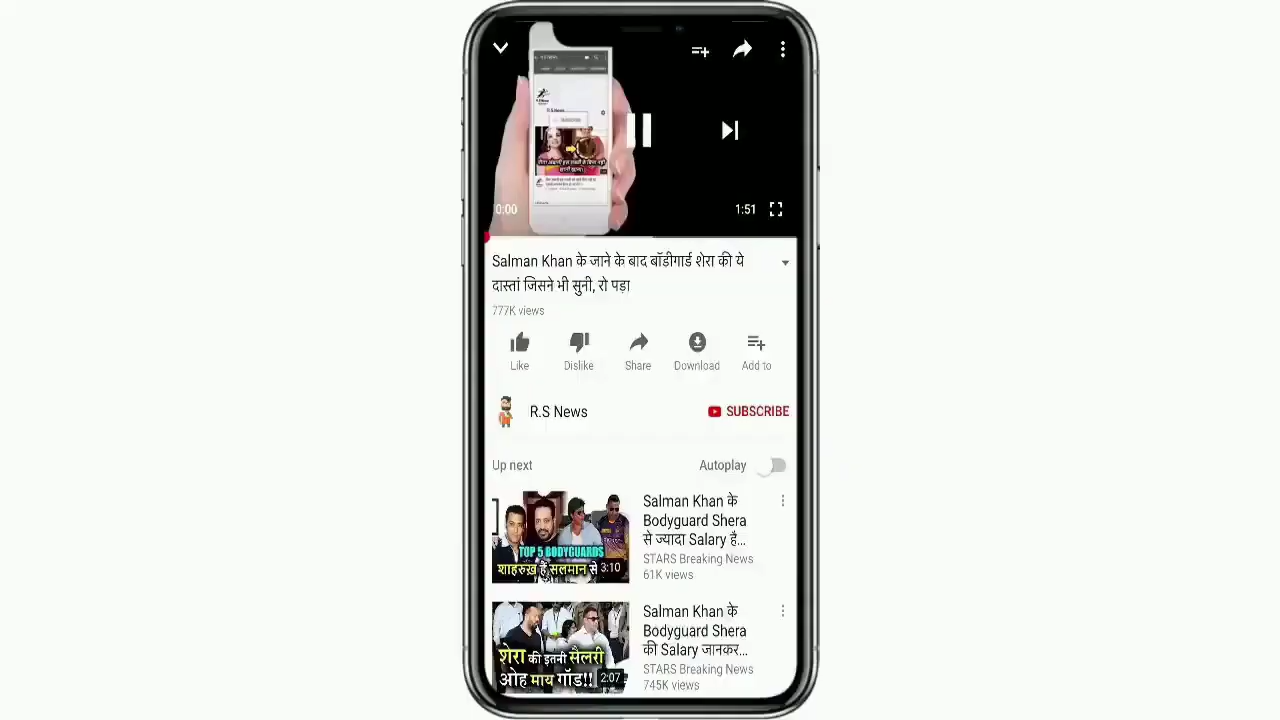 R.S News
0:00
1:51
Salman Khan के जाने के बाद बॉडीगार्ड शेरा की ये
दास्तां जिसने भी सुनी, रो पड़ा
777K views
Like
Dislike
Share
Download
Add to
R.S News
SUBSCRIBE
Up next
Autoplay
TOP 5 BODYGUARDS
शाहरुख़ हैं सलमान से
3:10
Salman Khan के
Bodyguard Shera
से ज्यादा Salary है...
STARS Breaking News
61K views
शेरा की इतनी सैलरी
ओह माय गॉड!!
2:07
Salman Khan के
Bodyguard Shera
की Salary जानकर...
STARS Breaking News
745K views